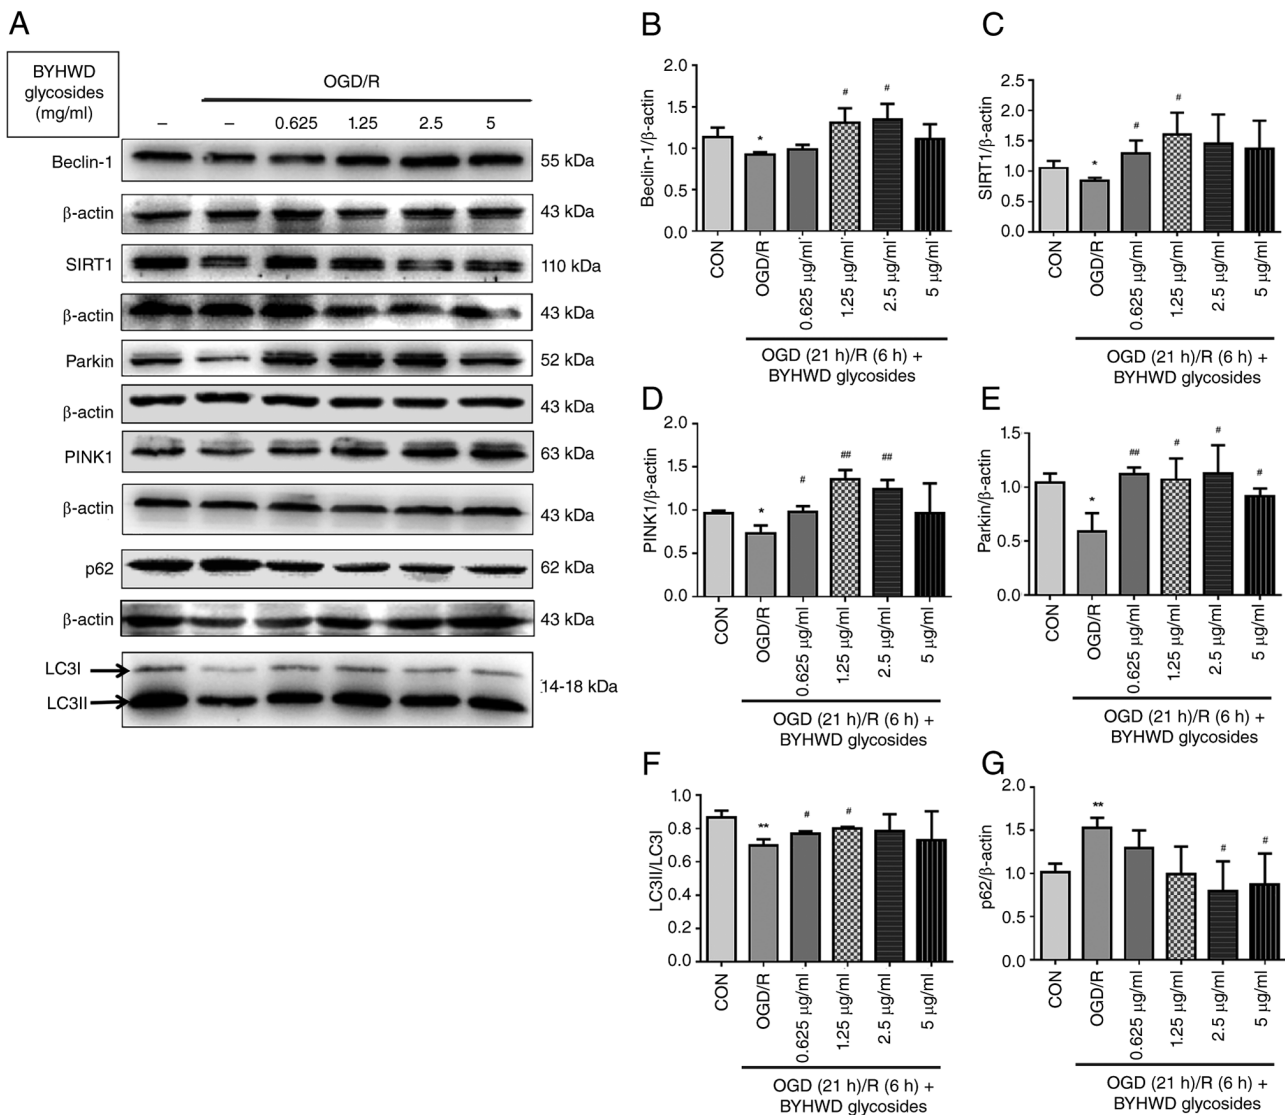 A
BYHWD
glycosides
(mg/ml)
OGD/R
– – 0.625 1.25 2.5 5
Beclin-1 55 kDa
β-actin 43 kDa
SIRT1 110 kDa
β-actin 43 kDa
Parkin 52 kDa
β-actin 43 kDa
PINK1 63 kDa
β-actin 43 kDa
p62 62 kDa
β-actin 43 kDa
LC3I
14-18 kDa
LC3II
B
Beclin-1/β-actin
2.0
1.5
1.0
0.5
0.0
* # #
CON
OGD/R
0.625 µg/ml
1.25 µg/ml
2.5 µg/ml
5 µg/ml
OGD (21 h)/R (6 h) +
BYHWD glycosides
C
SIRT1/β-actin
2.5
2.0
1.5
1.0
0.5
0.0
* # #
CON
OGD/R
0.625 µg/ml
1.25 µg/ml
2.5 µg/ml
5 µg/ml
OGD (21 h)/R (6 h) +
BYHWD glycosides
D
PINK1/β-actin
2.0
1.5
1.0
0.5
0.0
* # ## ##
CON
OGD/R
0.625 µg/ml
1.25 µg/ml
2.5 µg/ml
5 µg/ml
OGD (21 h)/R (6 h) +
BYHWD glycosides
E
Parkin/β-actin
1.5
1.0
0.5
0.0
* ## # # #
CON
OGD/R
0.625 µg/ml
1.25 µg/ml
2.5 µg/ml
5 µg/ml
OGD (21 h)/R (6 h) +
BYHWD glycosides
F
LC3II/LC3I
1.0
0.8
0.6
0.4
0.2
0.0
** # #
CON
OGD/R
0.625 µg/ml
1.25 µg/ml
2.5 µg/ml
5 µg/ml
OGD (21 h)/R (6 h) +
BYHWD glycosides
G
p62/β-actin
2.0
1.5
1.0
0.5
0.0
** # #
CON
OGD/R
0.625 µg/ml
1.25 µg/ml
2.5 µg/ml
5 µg/ml
OGD (21 h)/R (6 h) +
BYHWD glycosides